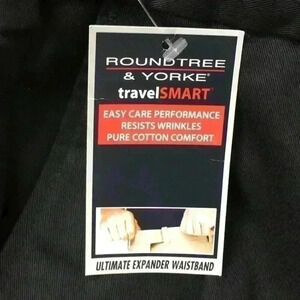 ROUNDTREE
& YORKE®
travelSMART®
EASY CARE PERFORMANCE
RESISTS WRINKLES
PURE COTTON COMFORT
ULTIMATE EXPANDER WAISTBAND